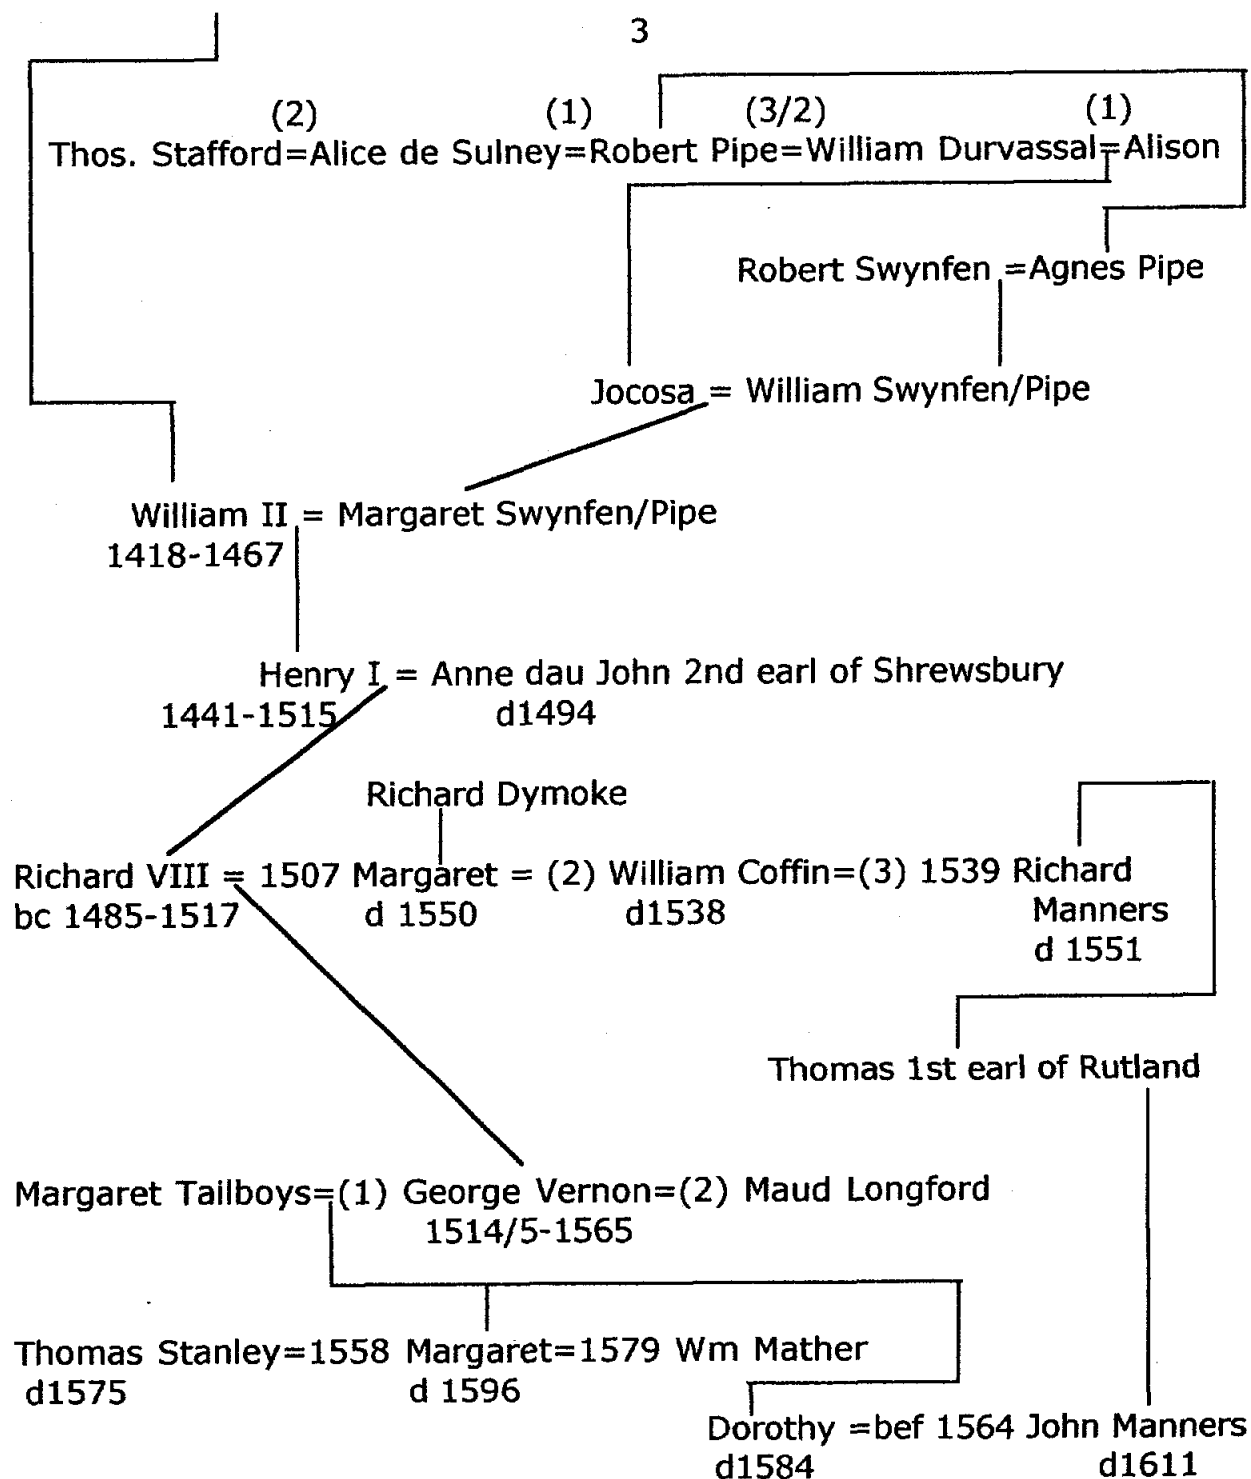 3
(2) (1) (3/2) (1)
Thos. Stafford=Alice de Sulney=Robert Pipe=William Durvassal=Alison
Robert Swynfen =Agnes Pipe
Jocosa = William Swynfen/Pipe
William II = Margaret Swynfen/Pipe
1418-1467
Henry I = Anne dau John 2nd earl of Shrewsbury
1441-1515 d1494
Richard Dymoke
Richard VIII = 1507 Margaret = (2) William Coffin=(3) 1539 Richard
bc 1485-1517 d 1550 d1538 Manners
d 1551
Thomas 1st earl of Rutland
Margaret Tailboys=(1) George Vernon=(2) Maud Longford
1514/5-1565
Thomas Stanley=1558 Margaret=1579 Wm Mather
d1575 d 1596
Dorothy =bef 1564 John Manners
d1584 d1611